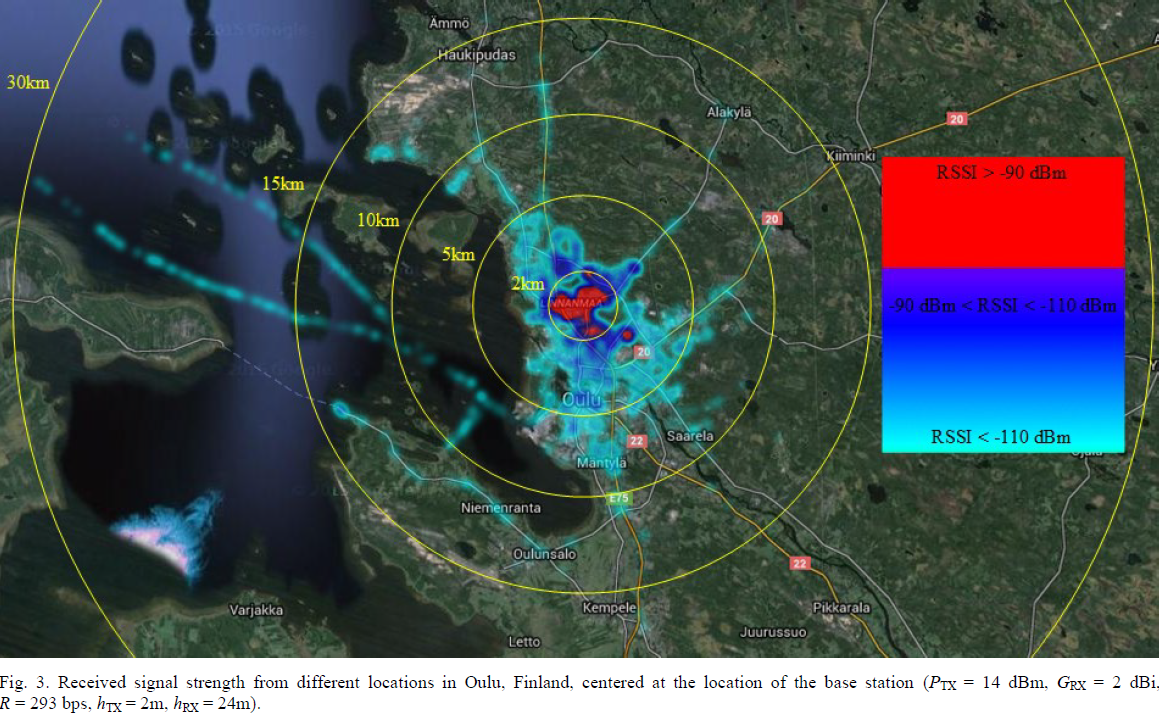 © 2015 Google
Ämmö
Haukipudas
30km
Alakylä
20
Kiiminki
RSSI > -90 dBm
15km
10km
20
5km
2km
LINNANMAA
-90 dBm < RSSI < -110 dBm
20
Oulu
RSSI < -110 dBm
22
Saarela
Mäntylä
E75
Niemenranta
Oulunsalo
22
Varjakka
Kempele
Pikkarala
Letto
Juurussuo
Fig. 3. Received signal strength from different locations in Oulu, Finland, centered at the location of the base station (PTX = 14 dBm, GRX = 2 dBi,
R = 293 bps, hTX = 2m, hRX = 24m).